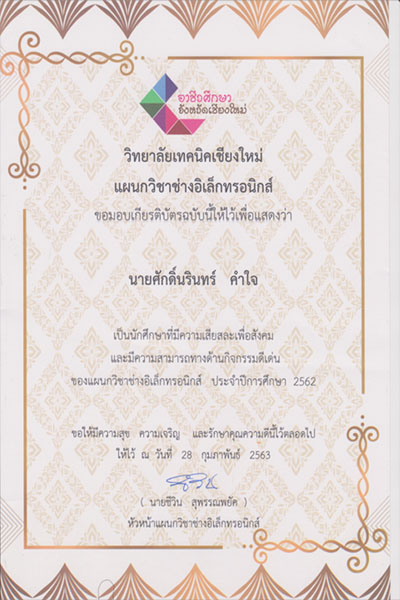 อาชีวศึกษา
จังหวัดเชียงใหม่
วิทยาลัยเทคนิคเชียงใหม่
แผนกวิชาช่างอิเล็กทรอนิกส์
ขอมอบเกียรติบัตรฉบับนี้ให้ไว้เพื่อแสดงว่า
นายศักดิ์นรินทร์ คำใจ
เป็นนักศึกษาที่มีความเสียสละเพื่อสังคม
และมีความสามารถทางด้านกิจกรรมดีเด่น
ของแผนกวิชาช่างอิเล็กทรอนิกส์ ประจำปีการศึกษา 2562
ขอให้มีความสุข ความเจริญ และรักษาคุณความดีนี้ไว้ตลอดไป
ให้ไว้ ณ วันที่ 28 กุมภาพันธ์ 2563
( นายชีวิน สุพรรณพยัค )
หัวหน้าแผนกวิชาช่างอิเล็กทรอนิกส์